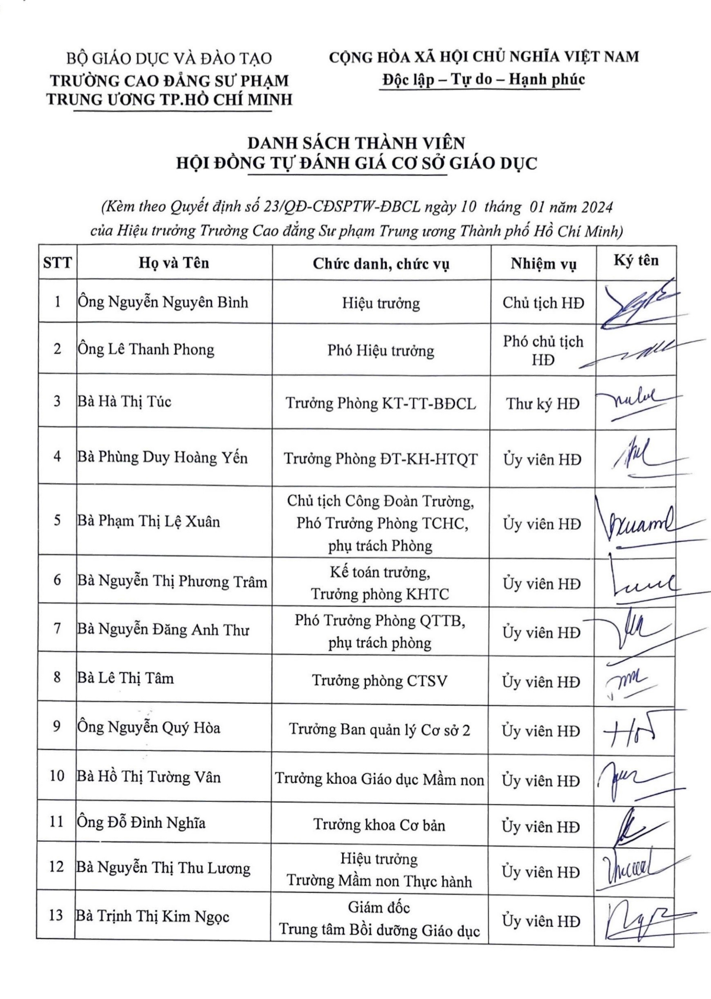 BỘ GIÁO DỤC VÀ ĐÀO TẠO
TRƯỜNG CAO ĐẲNG SƯ PHẠM
TRUNG ƯƠNG TP.HỒ CHÍ MINH
CỘNG HÒA XÃ HỘI CHỦ NGHĨA VIỆT NAM
Độc lập – Tự do – Hạnh phúc
DANH SÁCH THÀNH VIÊN
HỘI ĐỒNG TỰ ĐÁNH GIÁ CƠ SỞ GIÁO DỤC
(Kèm theo Quyết định số 23/QĐ-CĐSPTW-ĐBCL ngày 10 tháng 01 năm 2024
của Hiệu trưởng Trường Cao đẳng Sư phạm Trung ương Thành phố Hồ Chí Minh)
STT Họ và Tên Chức danh, chức vụ Nhiệm vụ Ký tên
1 Ông Nguyễn Nguyên Bình Hiệu trưởng Chủ tịch HĐ
2 Ông Lê Thanh Phong Phó Hiệu trưởng Phó chủ tịch
HĐ
3 Bà Hà Thị Túc Trưởng Phòng KT-TT-BĐCL Thư ký HĐ
4 Bà Phùng Duy Hoàng Yến Trưởng Phòng ĐT-KH-HTQT Ủy viên HĐ
5 Bà Phạm Thị Lệ Xuân Chủ tịch Công Đoàn Trường,
Phó Trưởng Phòng TCHC,
phụ trách Phòng
Ủy viên HĐ
6 Bà Nguyễn Thị Phương Trâm Kế toán trưởng,
Trưởng phòng KHTC
Ủy viên HĐ
7 Bà Nguyễn Đăng Anh Thư Phó Trưởng Phòng QTTB,
phụ trách phòng
Ủy viên HĐ
8 Bà Lê Thị Tâm Trưởng phòng CTSV Ủy viên HĐ
9 Ông Nguyễn Quý Hòa Trưởng Ban quản lý Cơ sở 2 Ủy viên HĐ
10 Bà Hồ Thị Tường Vân Trưởng khoa Giáo dục Mầm non Ủy viên HĐ
11 Ông Đỗ Đình Nghĩa Trưởng khoa Cơ bản Ủy viên HĐ
12 Bà Nguyễn Thị Thu Lương Hiệu trưởng
Trường Mầm non Thực hành
Ủy viên HĐ
13 Bà Trịnh Thị Kim Ngọc Giám đốc
Trung tâm Bồi dưỡng Giáo dục
Ủy viên HĐ